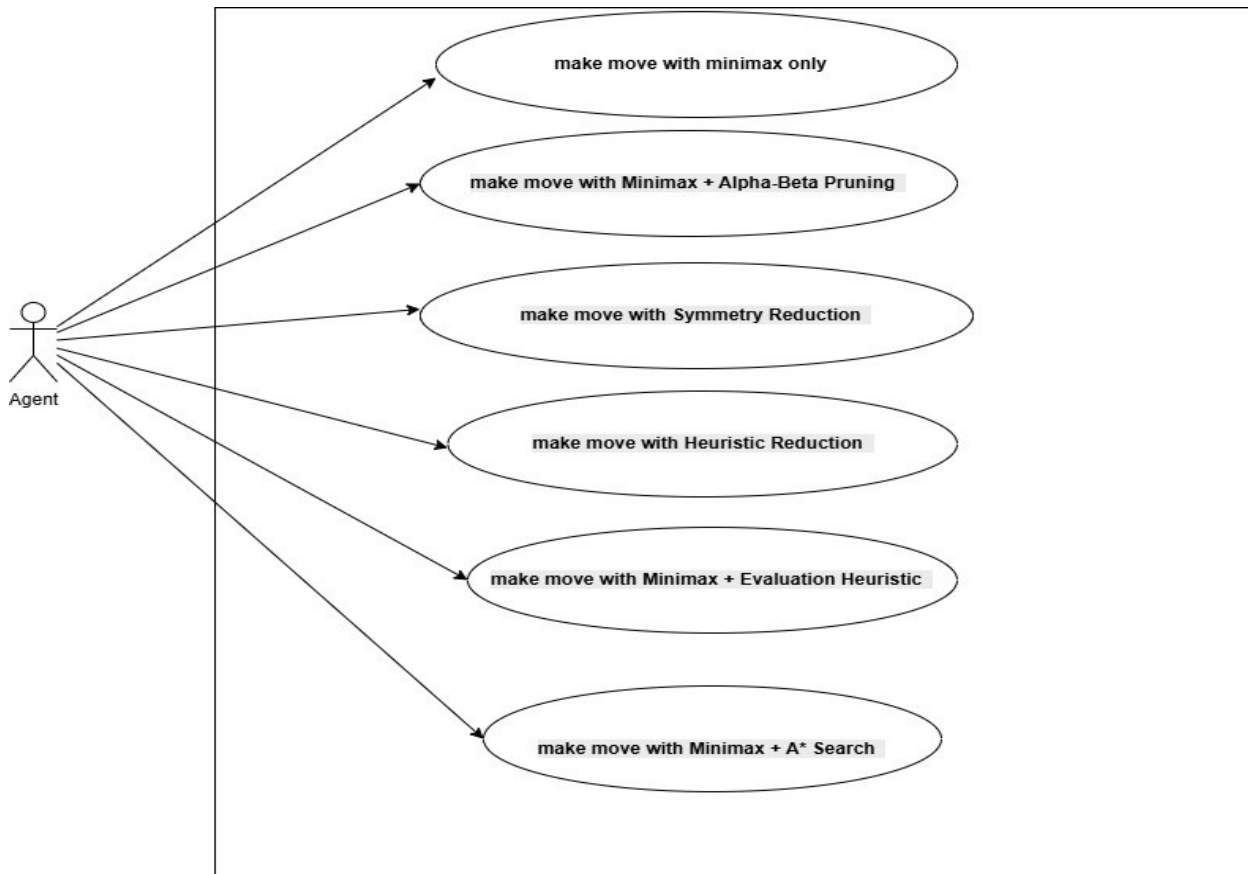 make move with minimax only
make move with Minimax + Alpha-Beta Pruning
make move with Symmetry Reduction
Agent
make move with Heuristic Reduction
make move with Minimax + Evaluation Heuristic
make move with Minimax + A* Search